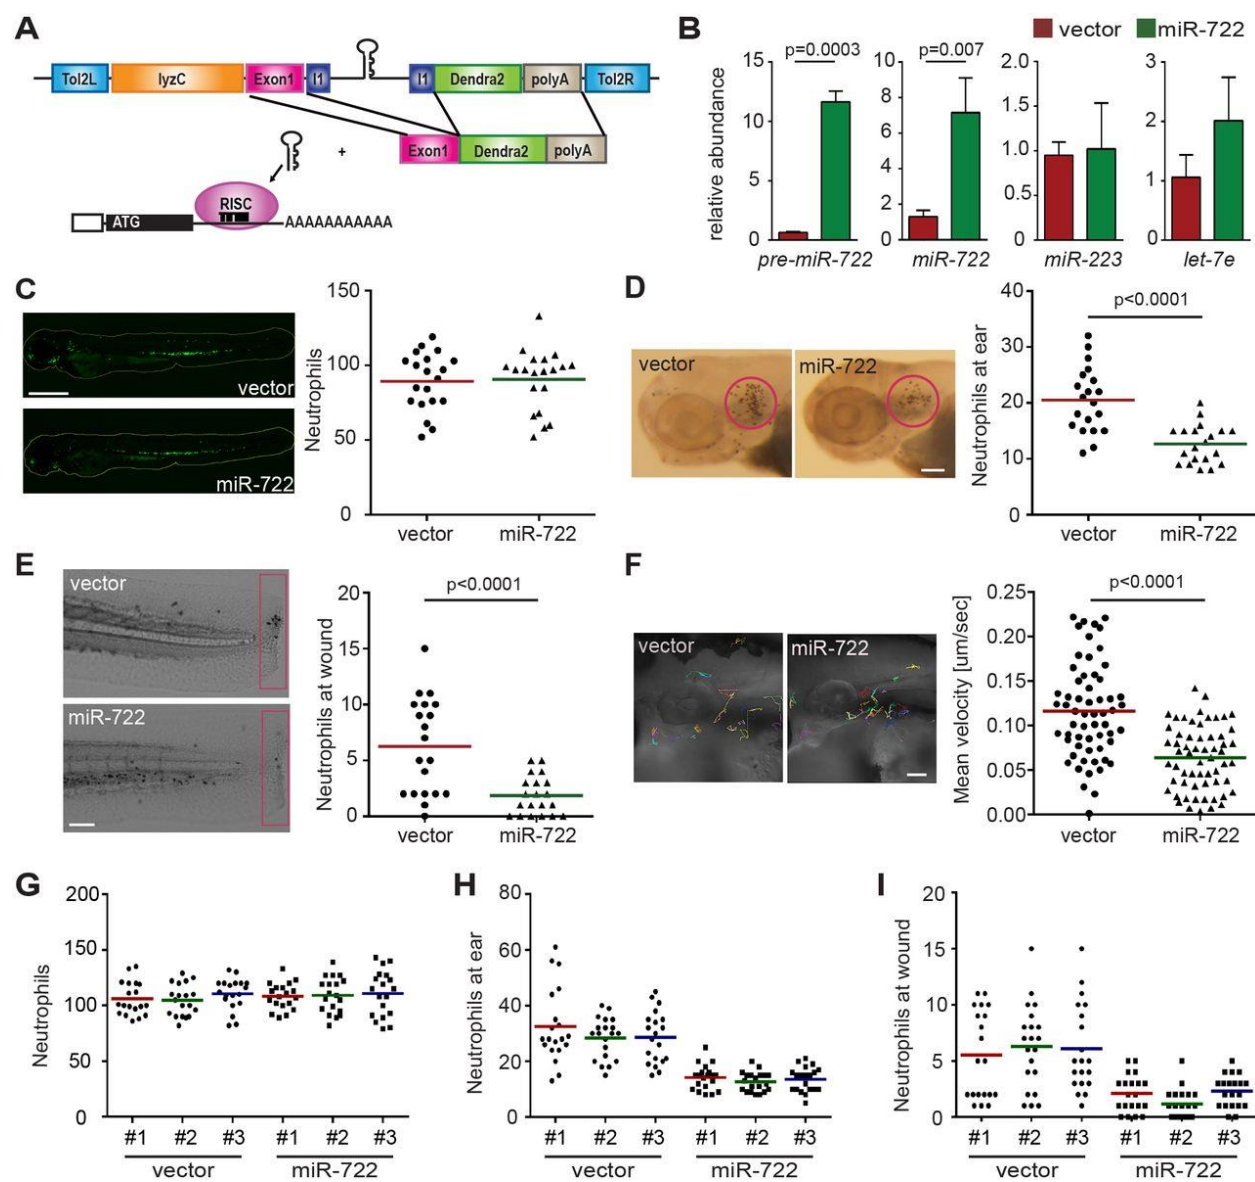 A
Tol2L lyzC Exon1 I1 I1 Dendra2 polyA Tol2R
+ Exon1 Dendra2 polyA
RISC
ATG AAAAAAAAAAA
B
vector miR-722
relative abundance
p=0.0003
15
10
5
0
pre-miR-722
p=0.007
8
6
4
2
0
miR-722
2.0
1.5
1.0
0.5
0.0
miR-223
3
2
1
0
let-7e
C
vector
miR-722
Neutrophils
150
100
50
0
vector miR-722
D
vector miR-722
Neutrophils at ear
p<0.0001
40
30
20
10
0
vector miR-722
E
vector
miR-722
Neutrophils at wound
p<0.0001
20
15
10
5
0
vector miR-722
F
vector miR-722
Mean velocity [um/sec]
p<0.0001
0.25
0.20
0.15
0.10
0.05
0.00
vector miR-722
G
Neutrophils
200
150
100
50
0
#1 #2 #3 #1 #2 #3
vector miR-722
H
Neutrophils at ear
80
60
40
20
0
#1 #2 #3 #1 #2 #3
vector miR-722
I
Neutrophils at wound
20
15
10
5
0
#1 #2 #3 #1 #2 #3
vector miR-722